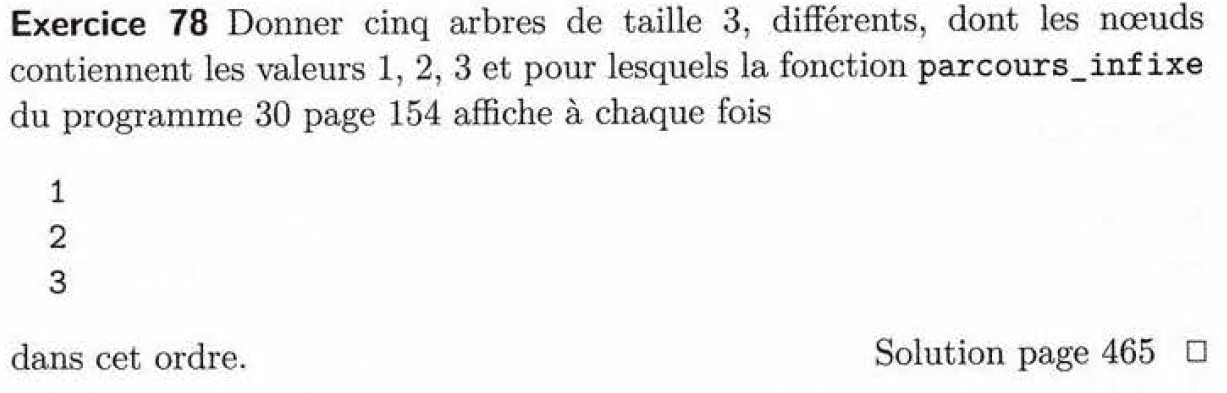 Exercice 78 Donner cinq arbres de taille 3, différents, dont les nœuds
contiennent les valeurs 1, 2, 3 et pour lesquels la fonction parcours_infixe
du programme 30 page 154 affiche à chaque fois
1
2
3
dans cet ordre.
Solution page 465 □